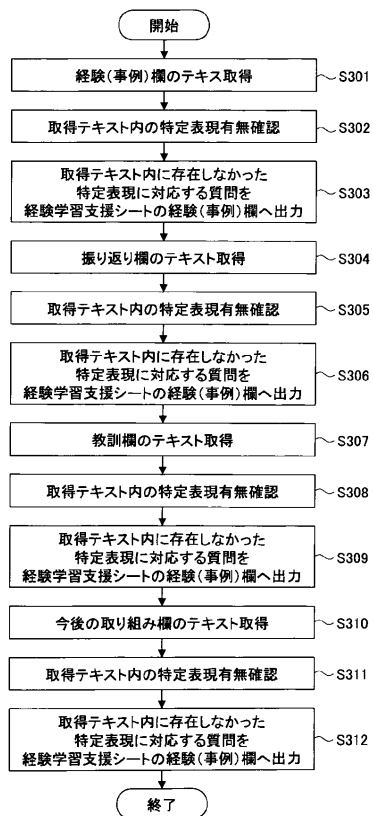 開始
経験(事例)欄のテキス取得
S301
取得テキスト内の特定表現有無確認
S302
取得テキスト内に存在しなかった
特定表現に対応する質問を
経験学習支援シートの経験(事例)欄へ出力
S303
振り返り欄のテキスト取得
S304
取得テキスト内の特定表現有無確認
S305
取得テキスト内に存在しなかった
特定表現に対応する質問を
経験学習支援シートの経験(事例)欄へ出力
S306
教訓欄のテキスト取得
S307
取得テキスト内の特定表現有無確認
S308
取得テキスト内に存在しなかった
特定表現に対応する質問を
経験学習支援シートの経験(事例)欄へ出力
S309
今後の取り組み欄のテキスト取得
S310
取得テキスト内の特定表現有無確認
S311
取得テキスト内に存在しなかった
特定表現に対応する質問を
経験学習支援シートの経験(事例)欄へ出力
S312
終了